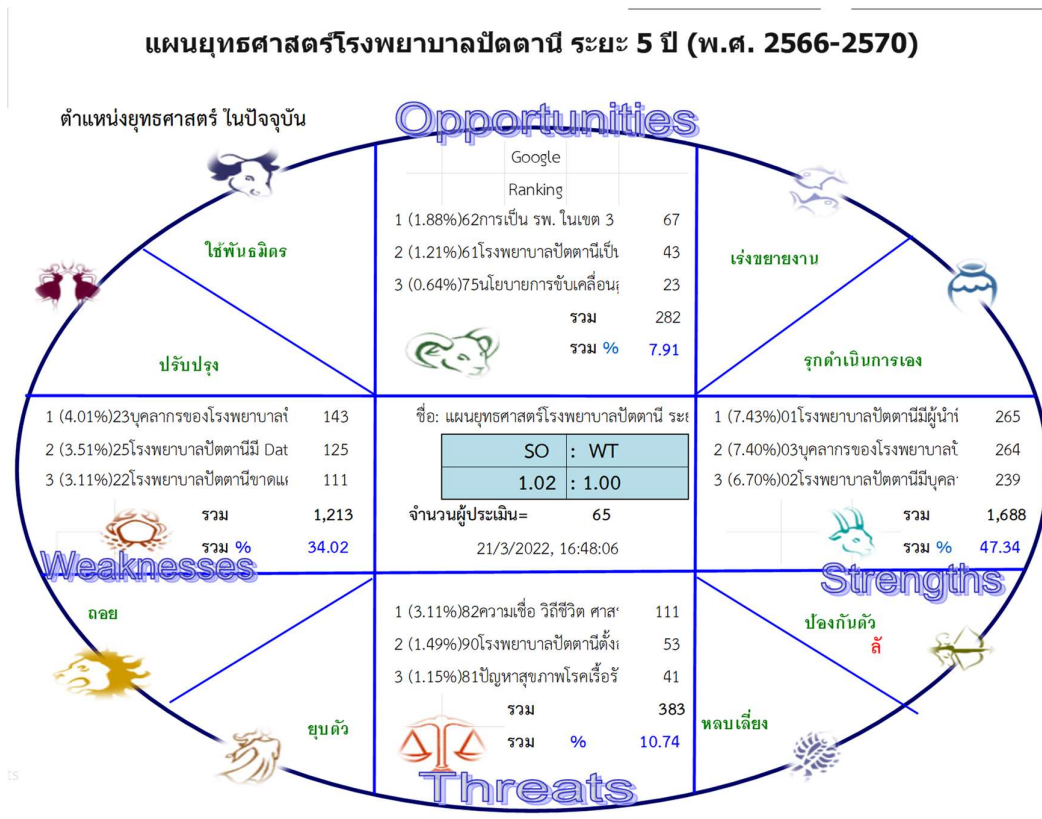 แผนยุทธศาสตร์โรงพยาบาลปัตตานี ระยะ 5 ปี (พ.ศ. 2566-2570)
ตำแหน่งยุทธศาสตร์ ในปัจจุบัน
Opportunities
Google
Ranking
1 (1.88%)62การเป็น รพ. ในเขต 3 67
2 (1.21%)61โรงพยาบาลปัตตานีเป็น 43
3 (0.64%)75นโยบายการขับเคลื่อน 23
รวม 282
รวม % 7.91
ใช้พันธมิตร
ปรับปรุง
เร่งขยายงาน
รุกดำเนินการเอง
1 (4.01%)23บุคลากรของโรงพยาบาล 143
2 (3.51%)25โรงพยาบาลปัตตานีมี Dat 125
3 (3.11%)22โรงพยาบาลปัตตานีขาดแ 111
รวม 1,213
รวม % 34.02
Weaknesses
ชื่อ: แผนยุทธศาสตร์โรงพยาบาลปัตตานี ระย
SO : WT
1.02 : 1.00
จำนวนผู้ประเมิน= 65
21/3/2022, 16:48:06
1 (7.43%)01โรงพยาบาลปัตตานีมีผู้นำ 265
2 (7.40%)03บุคลากรของโรงพยาบาล 264
3 (6.70%)02โรงพยาบาลปัตตานีมีบุคล 239
รวม 1,688
รวม % 47.34
Strengths
ถอย
ยุบตัว
1 (3.11%)82ความเชื่อ วิถีชีวิต ศาส 111
2 (1.49%)90โรงพยาบาลปัตตานีตั้ง 53
3 (1.15%)81ปัญหาสุขภาพโรคเรื้อรั 41
รวม 383
รวม % 10.74
Threats
ป้องกันตัว
ลั
หลบเลี่ยง
ts